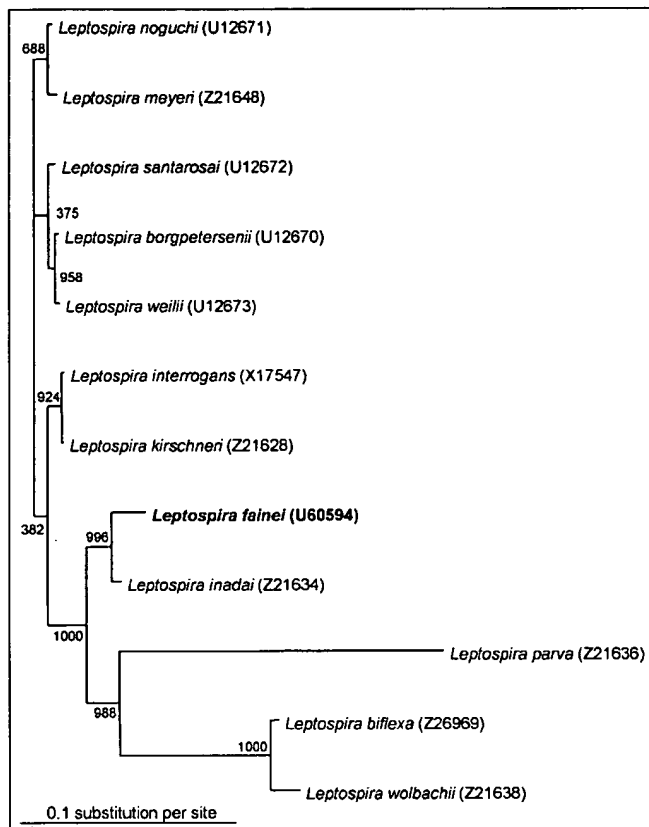 Leptospira noguchi (U12671)
688
Leptospira meyeri (Z21648)
Leptospira santarosai (U12672)
375
Leptospira borgpetersenii (U12670)
958
Leptospira weilii (U12673)
Leptospira interrogans (X17547)
924
Leptospira kirschneri (Z21628)
Leptospira fainei (U60594)
382
996
Leptospira inadai (Z21634)
1000
Leptospira parva (Z21636)
988
Leptospira biflexa (Z26969)
1000
Leptospira wolbachii (Z21638)
0.1 substitution per site